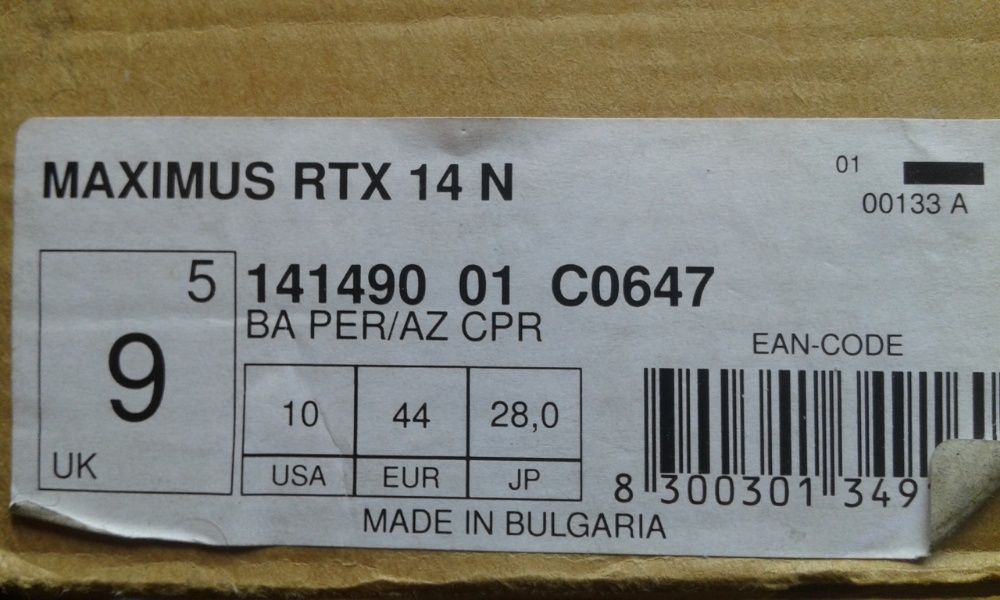 MAXIMUS RTX 14 N
01
00133 A
5
9
UK
141490 01 C0647
BA PER/AZ CPR
10 44 28,0
USA EUR JP
EAN-CODE
8 300301 349
MADE IN BULGARIA